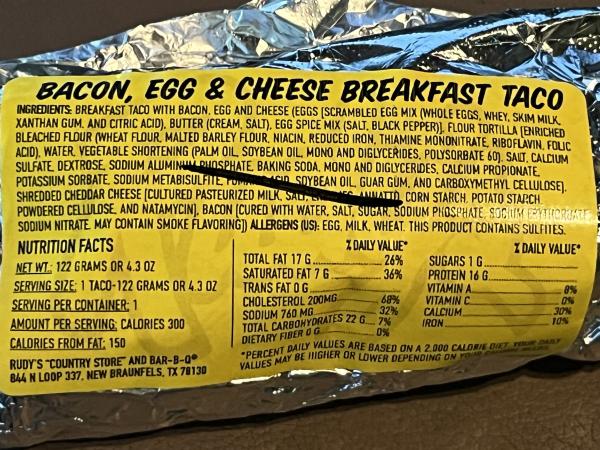 BACON, EGG & CHEESE BREAKFAST TACO
INGREDIENTS: BREAKFAST TACO WITH BACON, EGG AND CHEESE (EGGS [SCRAMBLED EGG MIX (WHOLE EGGS, WHEY, SKIM MILK,
XANTHAN GUM, AND CITRIC ACID), BUTTER (CREAM, SALT), EGG SPICE MIX (SALT, BLACK PEPPER)], FLOUR TORTILLA [ENRICHED
BLEACHED FLOUR (WHEAT FLOUR, MALTED BARLEY FLOUR, NIACIN, REDUCED IRON, THIAMINE MONONITRATE, RIBOFLAVIN, FOLIC
ACID), WATER, VEGETABLE SHORTENING (PALM OIL, SOYBEAN OIL, MONO AND DIGLYCERIDES, POLYSORBATE 60), SALT, CALCIUM
SULFATE, DEXTROSE, SODIUM ALUMINUM PHOSPHATE, BAKING SODA, MONO AND DIGLYCERIDES, CALCIUM PROPIONATE,
POTASSIUM SORBATE, SODIUM METABISULFITE, FUMARIC ACID, SOYBEAN OIL, GUAR GUM, AND CARBOXYMETHYL CELLULOSE],
SHREDDED CHEDDAR CHEESE [CULTURED PASTEURIZED MILK, SALT, ANNATTO, CORN STARCH, POTATO STARCH,
POWDERED CELLULOSE, AND NATAMYCIN], BACON [CURED WITH WATER, SALT, SUGAR, SODIUM PHOSPHATE, SODIUM ERYTHORBATE,
SODIUM NITRATE. MAY CONTAIN SMOKE FLAVORING]) ALLERGENS (US): EGG, MILK, WHEAT. THIS PRODUCT CONTAINS SULFITES.
NUTRITION FACTS
NET WT.: 122 GRAMS OR 4.3 OZ
SERVING SIZE: 1 TACO-122 GRAMS OR 4.3 OZ
SERVING PER CONTAINER: 1
AMOUNT PER SERVING: CALORIES 300
CALORIES FROM FAT: 150
RUDY'S "COUNTRY STORE" AND BAR-B-Q®
844 N LOOP 337, NEW BRAUNFELS, TX 78130
% DAILY VALUE*
TOTAL FAT 17 G 26%
SATURATED FAT 7 G 36%
TRANS FAT 0 G
CHOLESTEROL 200MG 68%
SODIUM 760 MG 32%
TOTAL CARBOHYDRATES 22 G 7%
DIETARY FIBER 0 G 0%
% DAILY VALUE*
SUGARS 1 G
PROTEIN 16 G
VITAMIN A 8%
VITAMIN C 0%
CALCIUM 30%
IRON 10%
*PERCENT DAILY VALUES ARE BASED ON A 2,000 CALORIE DIET. YOUR DAILY
VALUES MAY BE HIGHER OR LOWER DEPENDING ON YOUR CALORIE NEEDS.